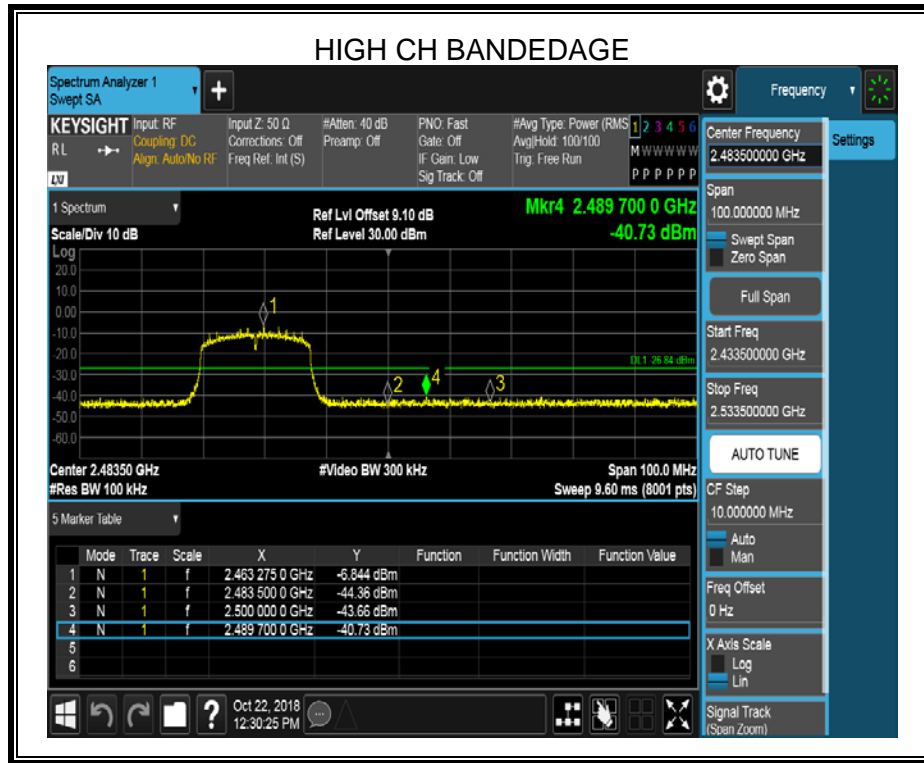 HIGH CH BANDEDAGE
Spectrum Analyzer 1
Swept SA
+
Frequency
KEYSIGHT
RL
LXI
Input: RF
Coupling: DC
Align: Auto/No RF
Input Z: 50 Ω
Corrections: Off
Freq Ref: Int (S)
#Atten: 40 dB
Preamp: Off
PNO: Fast
Gate: Off
IF Gain: Low
Sig Track: Off
#Avg Type: Power (RMS
Avg|Hold: 100/100
Trig: Free Run
1 2 3 4 5 6
M W W W W W
P P P P P P
1 Spectrum
Scale/Div 10 dB
Ref Lvl Offset 9.10 dB
Ref Level 30.00 dBm
Mkr4 2.489 700 0 GHz
-40.73 dBm
Log
20.0
10.0
0.00
-10.0
-20.0
-30.0
-40.0
-50.0
-60.0
1
2
4
3
DL1 -26.84 dBm
Center 2.48350 GHz
#Res BW 100 kHz
#Video BW 300 kHz
Span 100.0 MHz
Sweep 9.60 ms (8001 pts)
5 Marker Table
Mode Trace Scale X Y Function Function Width Function Value
1 N 1 f 2.463 275 0 GHz -6.844 dBm
2 N 1 f 2.483 500 0 GHz -44.36 dBm
3 N 1 f 2.500 000 0 GHz -43.66 dBm
4 N 1 f 2.489 700 0 GHz -40.73 dBm
5
6
?
Oct 22, 2018
12:30:25 PM
Center Frequency
2.483500000 GHz
Span
100.000000 MHz
Swept Span
Zero Span
Full Span
Start Freq
2.433500000 GHz
Stop Freq
2.533500000 GHz
AUTO TUNE
CF Step
10.000000 MHz
Auto
Man
Freq Offset
0 Hz
X Axis Scale
Log
Lin
Signal Track
(Span Zoom)
Settings